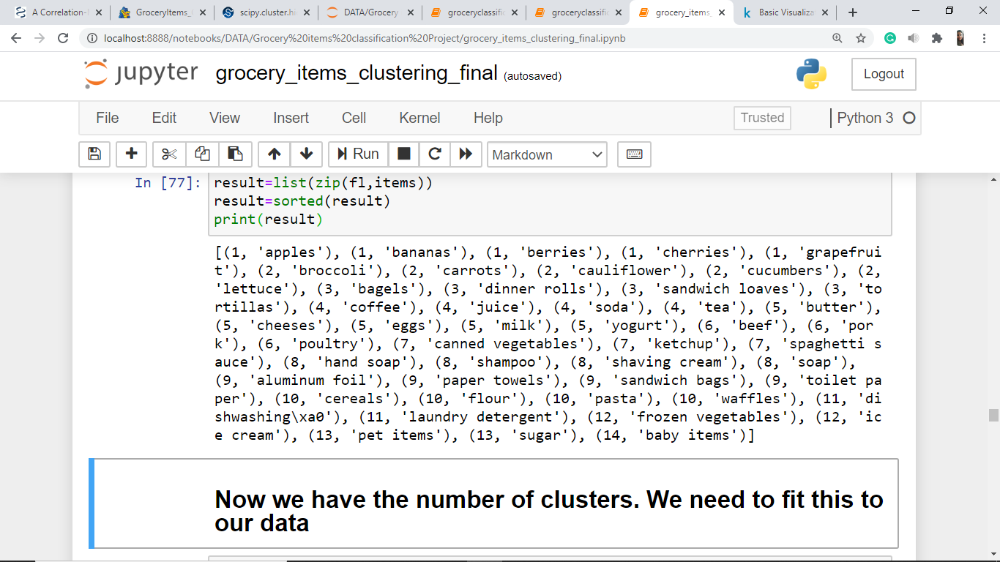 A Correlation-
GroceryItems_
scipy.cluster.hi
DATA/Grocery
groceryclassific
groceryclassific
grocery_items_
Basic Visualiza
localhost:8888/notebooks/DATA/Grocery%20items%20classification%20Project/grocery_items_clustering_final.ipynb
jupyter grocery_items_clustering_final (autosaved)
Logout
File Edit View Insert Cell Kernel Help
Trusted
Python 3
Run
Markdown
In [77]: result=list(zip(fl,items))
result=sorted(result)
print(result)
[(1, 'apples'), (1, 'bananas'), (1, 'berries'), (1, 'cherries'), (1, 'grapefrui
t'), (2, 'broccoli'), (2, 'carrots'), (2, 'cauliflower'), (2, 'cucumbers'), (2,
'lettuce'), (3, 'bagels'), (3, 'dinner rolls'), (3, 'sandwich loaves'), (3, 'to
rtillas'), (4, 'coffee'), (4, 'juice'), (4, 'soda'), (4, 'tea'), (5, 'butter'),
(5, 'cheeses'), (5, 'eggs'), (5, 'milk'), (5, 'yogurt'), (6, 'beef'), (6, 'por
k'), (6, 'poultry'), (7, 'canned vegetables'), (7, 'ketchup'), (7, 'spaghetti s
auce'), (8, 'hand soap'), (8, 'shampoo'), (8, 'shaving cream'), (8, 'soap'),
(9, 'aluminum foil'), (9, 'paper towels'), (9, 'sandwich bags'), (9, 'toilet pa
per'), (10, 'cereals'), (10, 'flour'), (10, 'pasta'), (10, 'waffles'), (11, 'di
shwashing\xa0'), (11, 'laundry detergent'), (12, 'frozen vegetables'), (12, 'ic
e cream'), (13, 'pet items'), (13, 'sugar'), (14, 'baby items')]
Now we have the number of clusters. We need to fit this to
our data